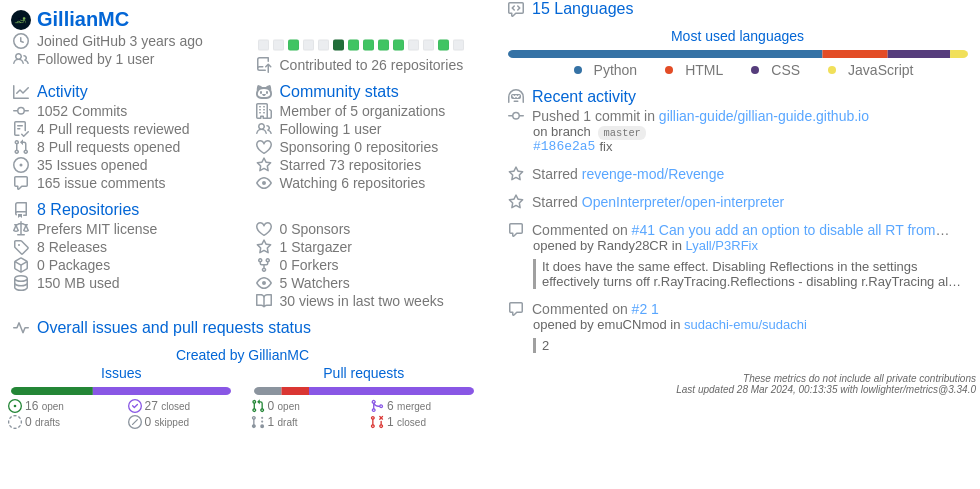 GillianMC
Joined GitHub 3 years ago
Followed by 1 user
Contributed to 26 repositories
Activity
1052 Commits
4 Pull requests reviewed
8 Pull requests opened
35 Issues opened
165 issue comments
Community stats
Member of 5 organizations
Following 1 user
Sponsoring 0 repositories
Starred 73 repositories
Watching 6 repositories
8 Repositories
Prefers MIT license
8 Releases
0 Packages
150 MB used
0 Sponsors
1 Stargazer
0 Forkers
5 Watchers
30 views in last two weeks
Overall issues and pull requests status
Created by GillianMC
Issues
16 open
27 closed
0 drafts
0 skipped
Pull requests
0 open
6 merged
1 draft
1 closed
15 Languages
Most used languages
Python HTML CSS JavaScript
Recent activity
Pushed 1 commit in gillian-guide/gillian-guide.github.io
on branch master
#186e2a5 fix
Starred revenge-mod/Revenge
Starred OpenInterpreter/open-interpreter
Commented on #41 Can you add an option to disable all RT from…
opened by Randy28CR in Lyall/P3RFix
It does have the same effect. Disabling Reflections in the settings
effectively turns off r.RayTracing.Reflections - disabling r.RayTracing al…
Commented on #2 1
opened by emuCNmod in sudachi-emu/sudachi
2
These metrics do not include all private contributions
Last updated 28 Mar 2024, 00:13:35 with lowlighter/metrics@3.34.0